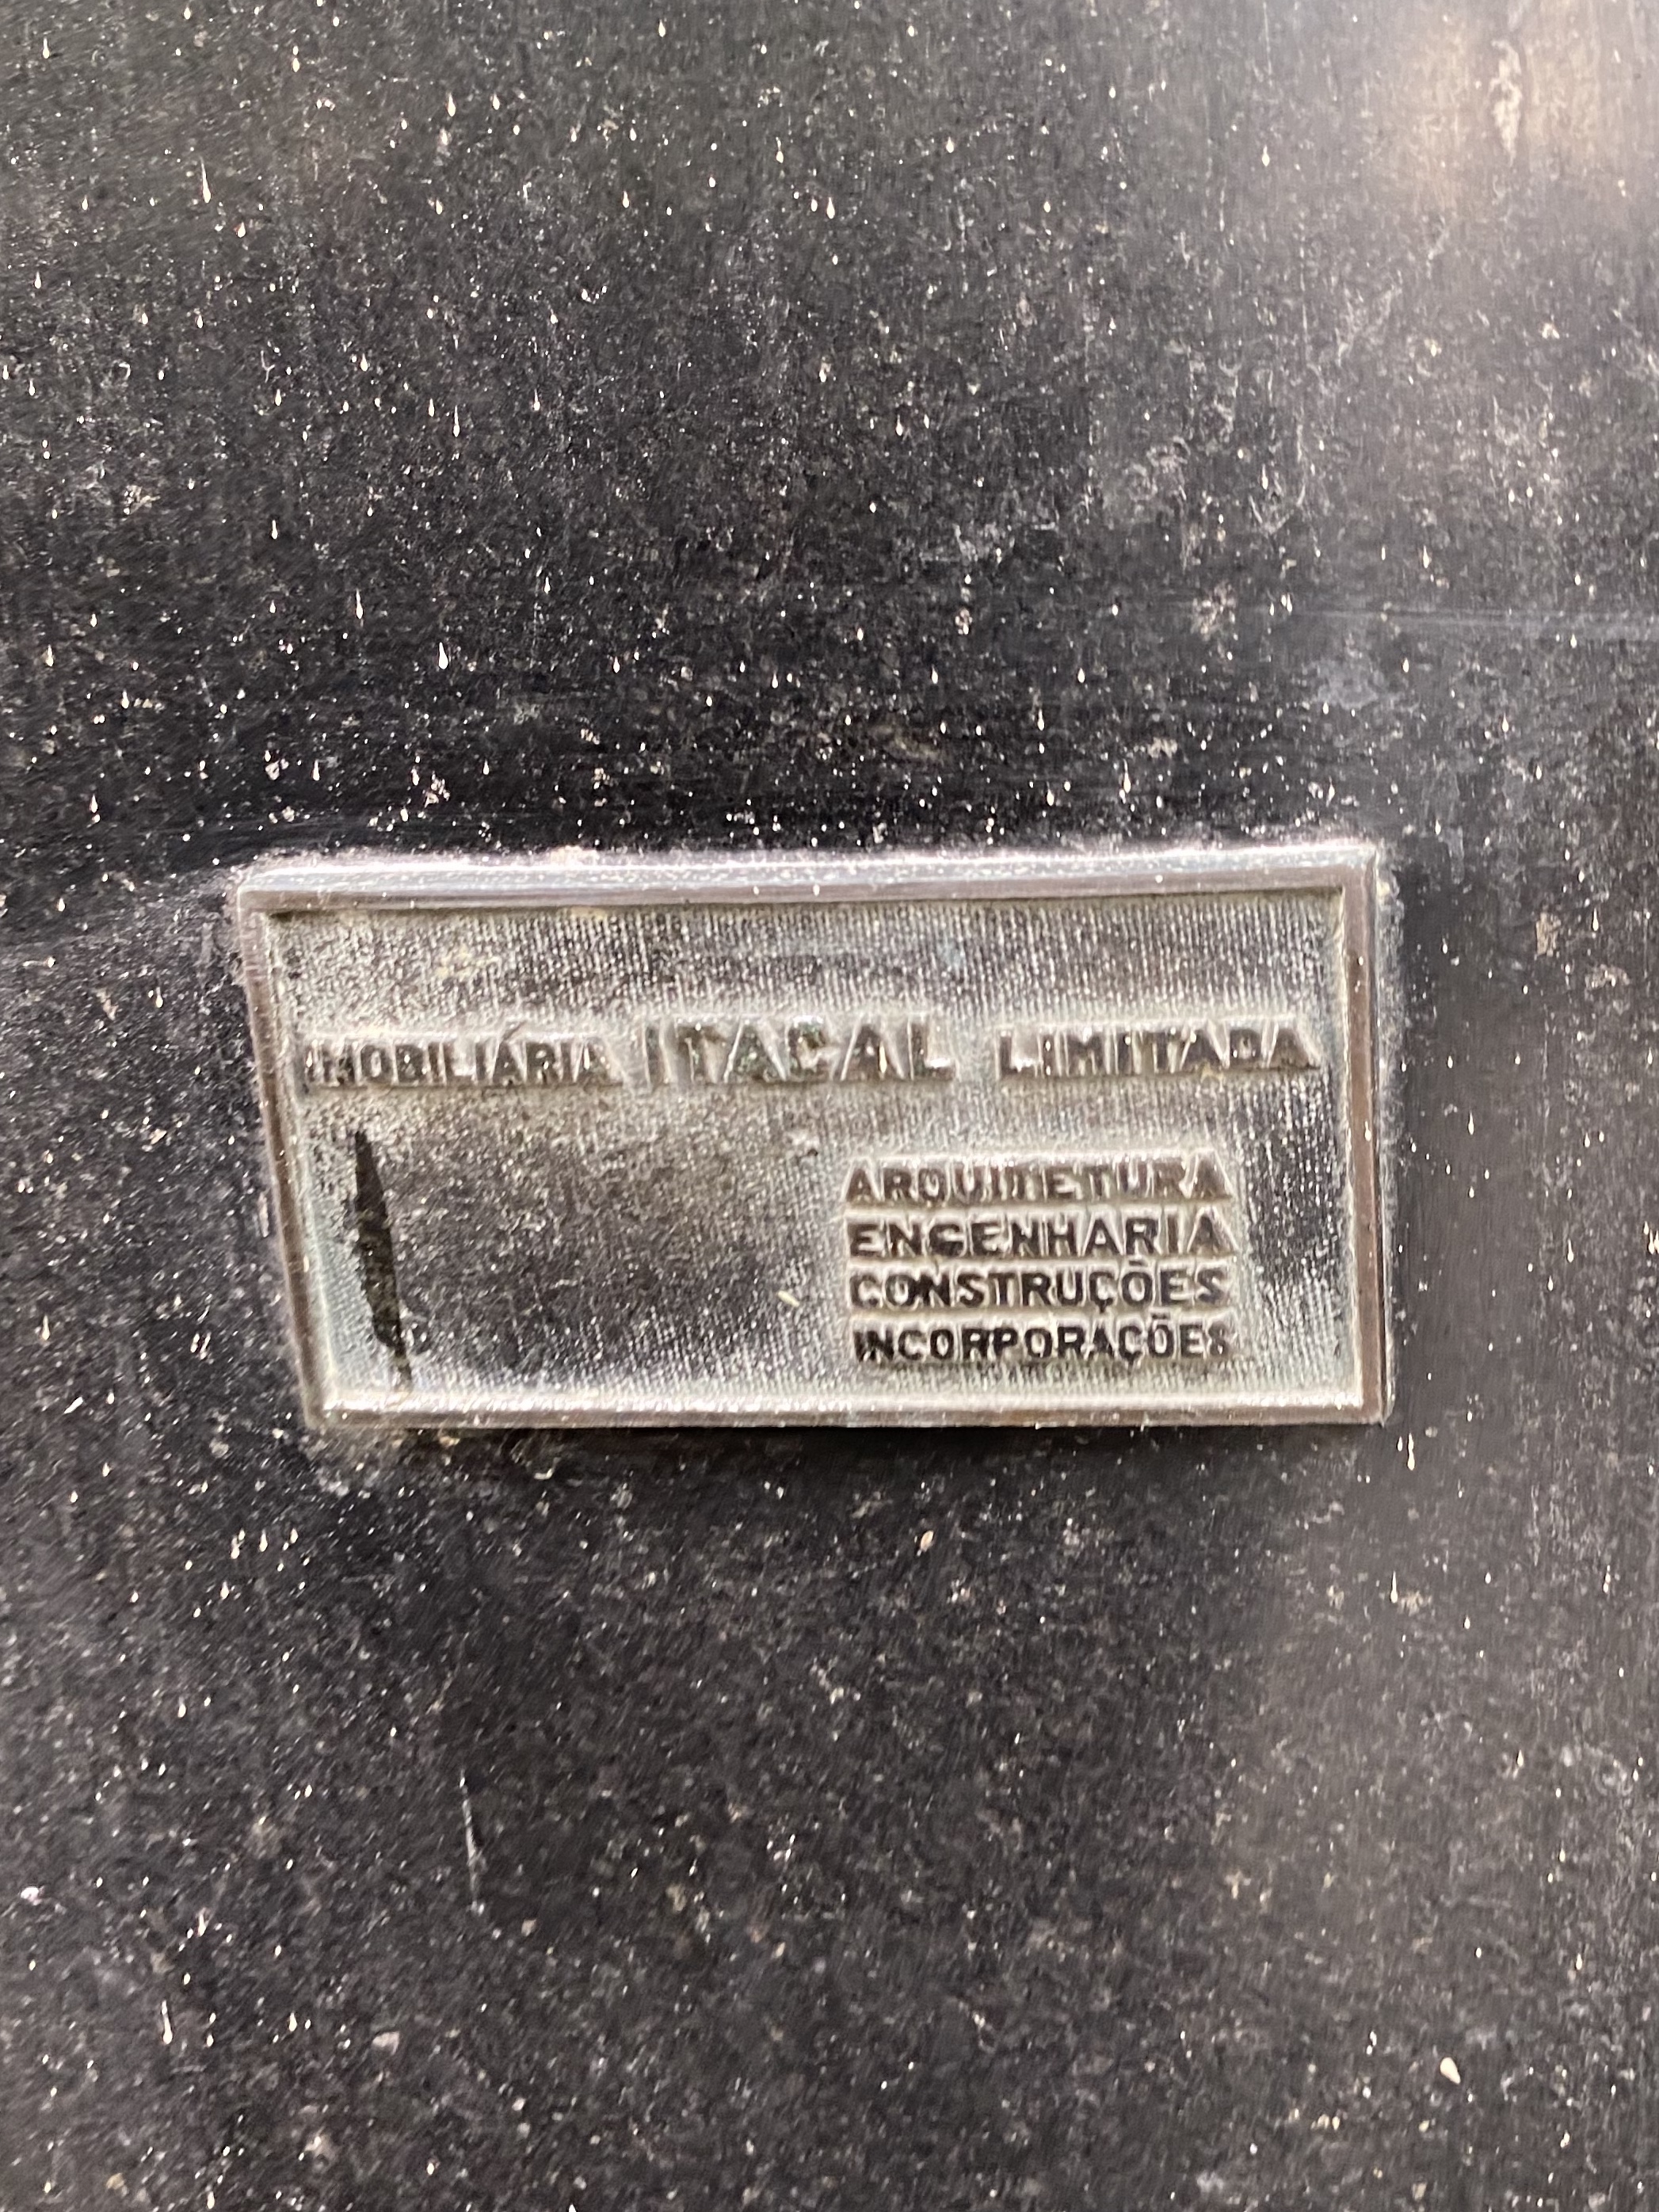 IMOBILIÁRIA ITACAL LIMITADA
ARQUITETURA
ENGENHARIA
CONSTRUÇÕES
INCORPORAÇÕES